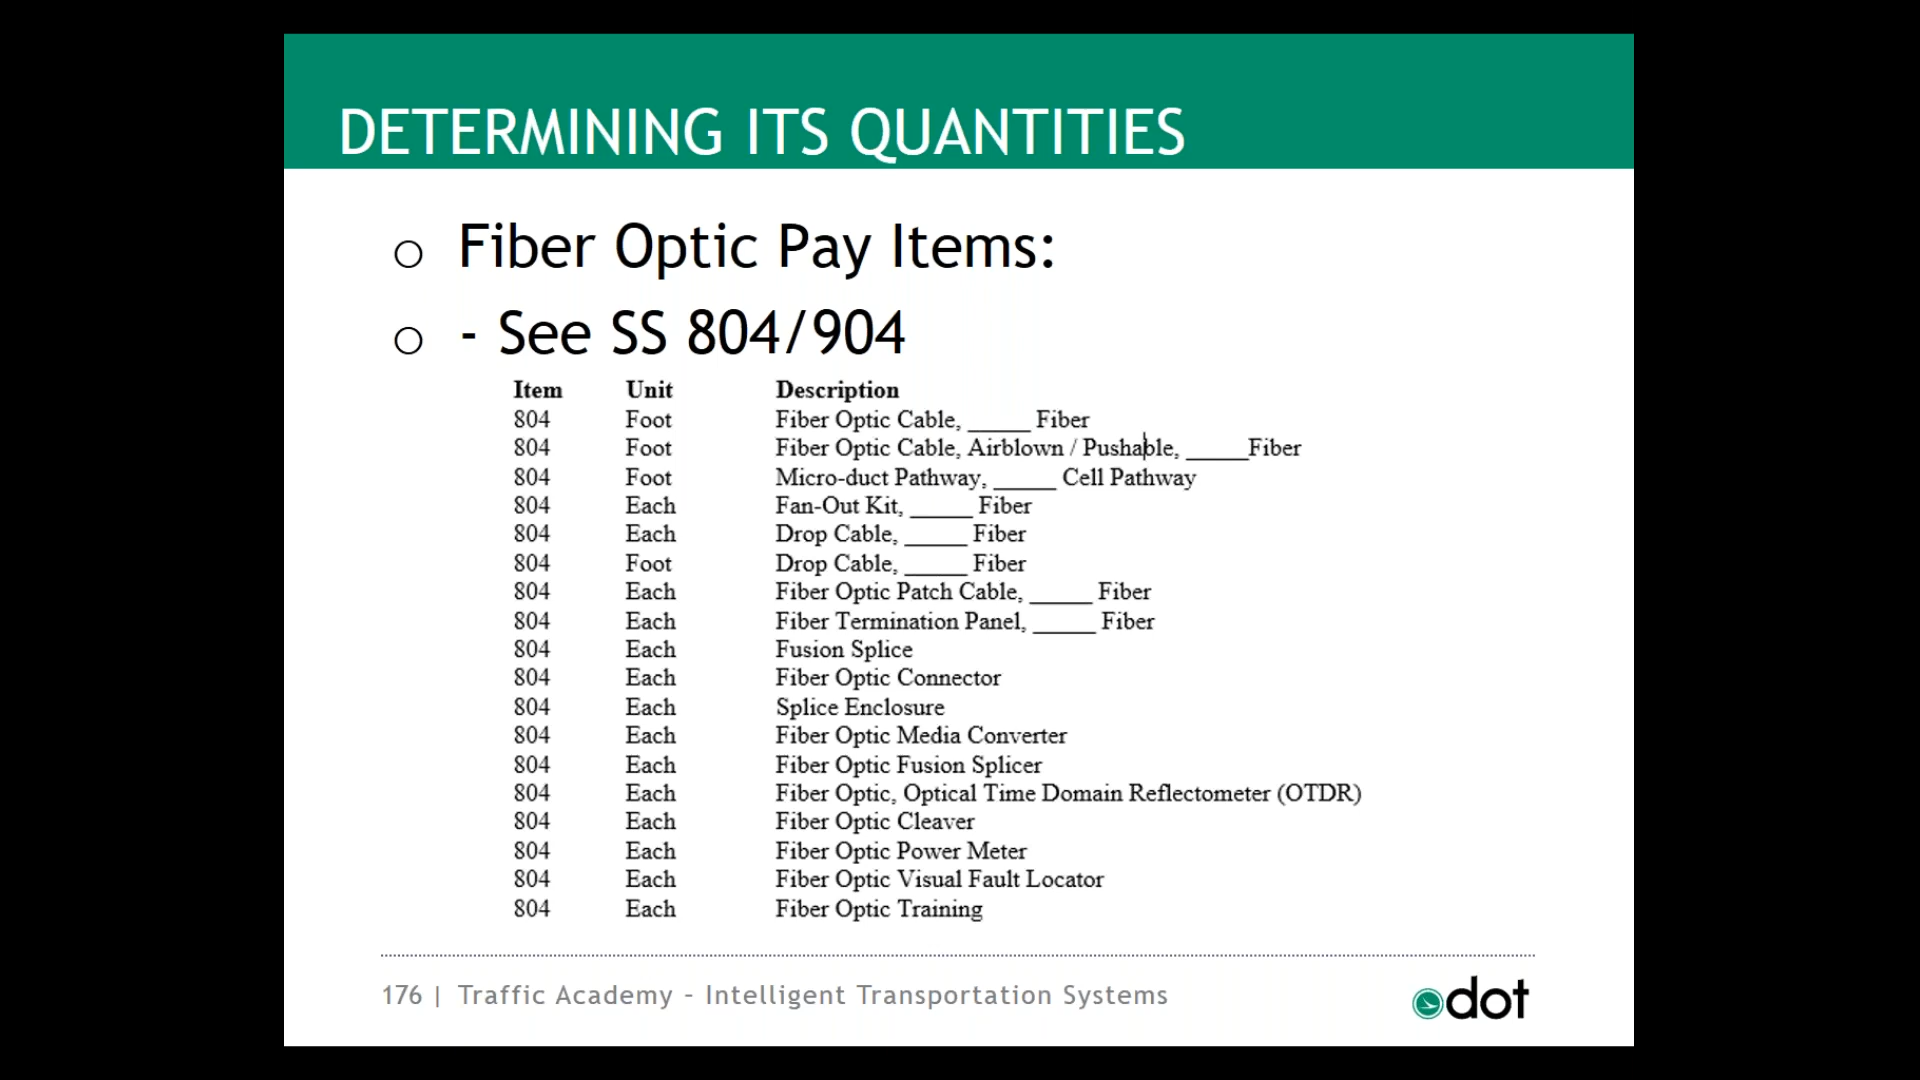 DETERMINING ITS QUANTITIES
Fiber Optic Pay Items:
- See SS 804/904
Item Unit Description
804 Foot Fiber Optic Cable, _____ Fiber
804 Foot Fiber Optic Cable, Airblown / Pushable, _____Fiber
804 Foot Micro-duct Pathway, _____ Cell Pathway
804 Each Fan-Out Kit, _____ Fiber
804 Each Drop Cable, _____ Fiber
804 Foot Drop Cable, _____ Fiber
804 Each Fiber Optic Patch Cable, _____ Fiber
804 Each Fiber Termination Panel, _____ Fiber
804 Each Fusion Splice
804 Each Fiber Optic Connector
804 Each Splice Enclosure
804 Each Fiber Optic Media Converter
804 Each Fiber Optic Fusion Splicer
804 Each Fiber Optic, Optical Time Domain Reflectometer (OTDR)
804 Each Fiber Optic Cleaver
804 Each Fiber Optic Power Meter
804 Each Fiber Optic Visual Fault Locator
804 Each Fiber Optic Training
176 | Traffic Academy – Intelligent Transportation Systems
odot